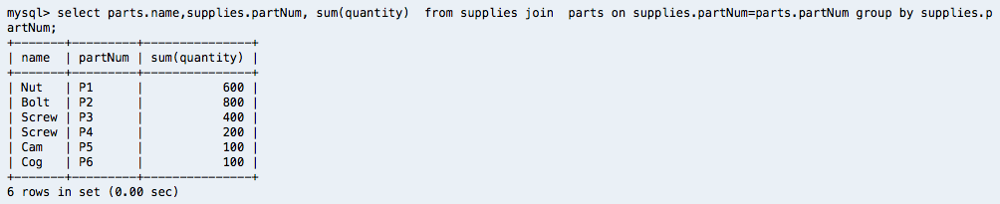 mysql> select parts.name,supplies.partNum, sum(quantity)  from supplies join  parts on supplies.partNum=parts.partNum group by supplies.p
artNum;
+-------+---------+---------------+
| name  | partNum | sum(quantity) |
+-------+---------+---------------+
| Nut   | P1      |           600 |
| Bolt  | P2      |           800 |
| Screw | P3      |           400 |
| Screw | P4      |           200 |
| Cam   | P5      |           100 |
| Cog   | P6      |           100 |
+-------+---------+---------------+
6 rows in set (0.00 sec)